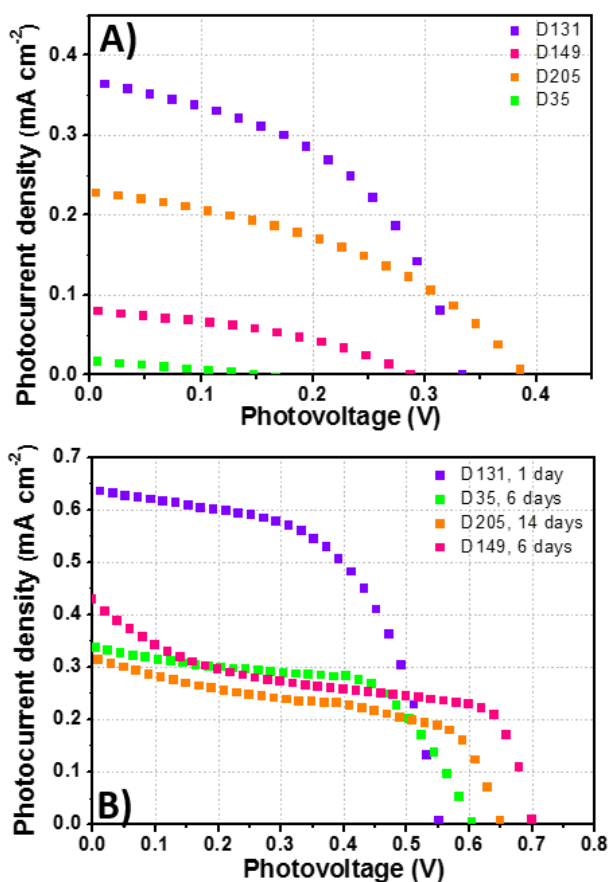 A)
D131
D149
D205
D35
Photocurrent density (mA cm-2)
0.4
0.3
0.2
0.1
0.0
0.0 0.1 0.2 0.3 0.4
Photovoltage (V)
B)
D131, 1 day
D35, 6 days
D205, 14 days
D149, 6 days
Photocurrent density (mA cm-2)
0.7
0.6
0.5
0.4
0.3
0.2
0.1
0.0
0.0 0.1 0.2 0.3 0.4 0.5 0.6 0.7 0.8
Photovoltage (V)